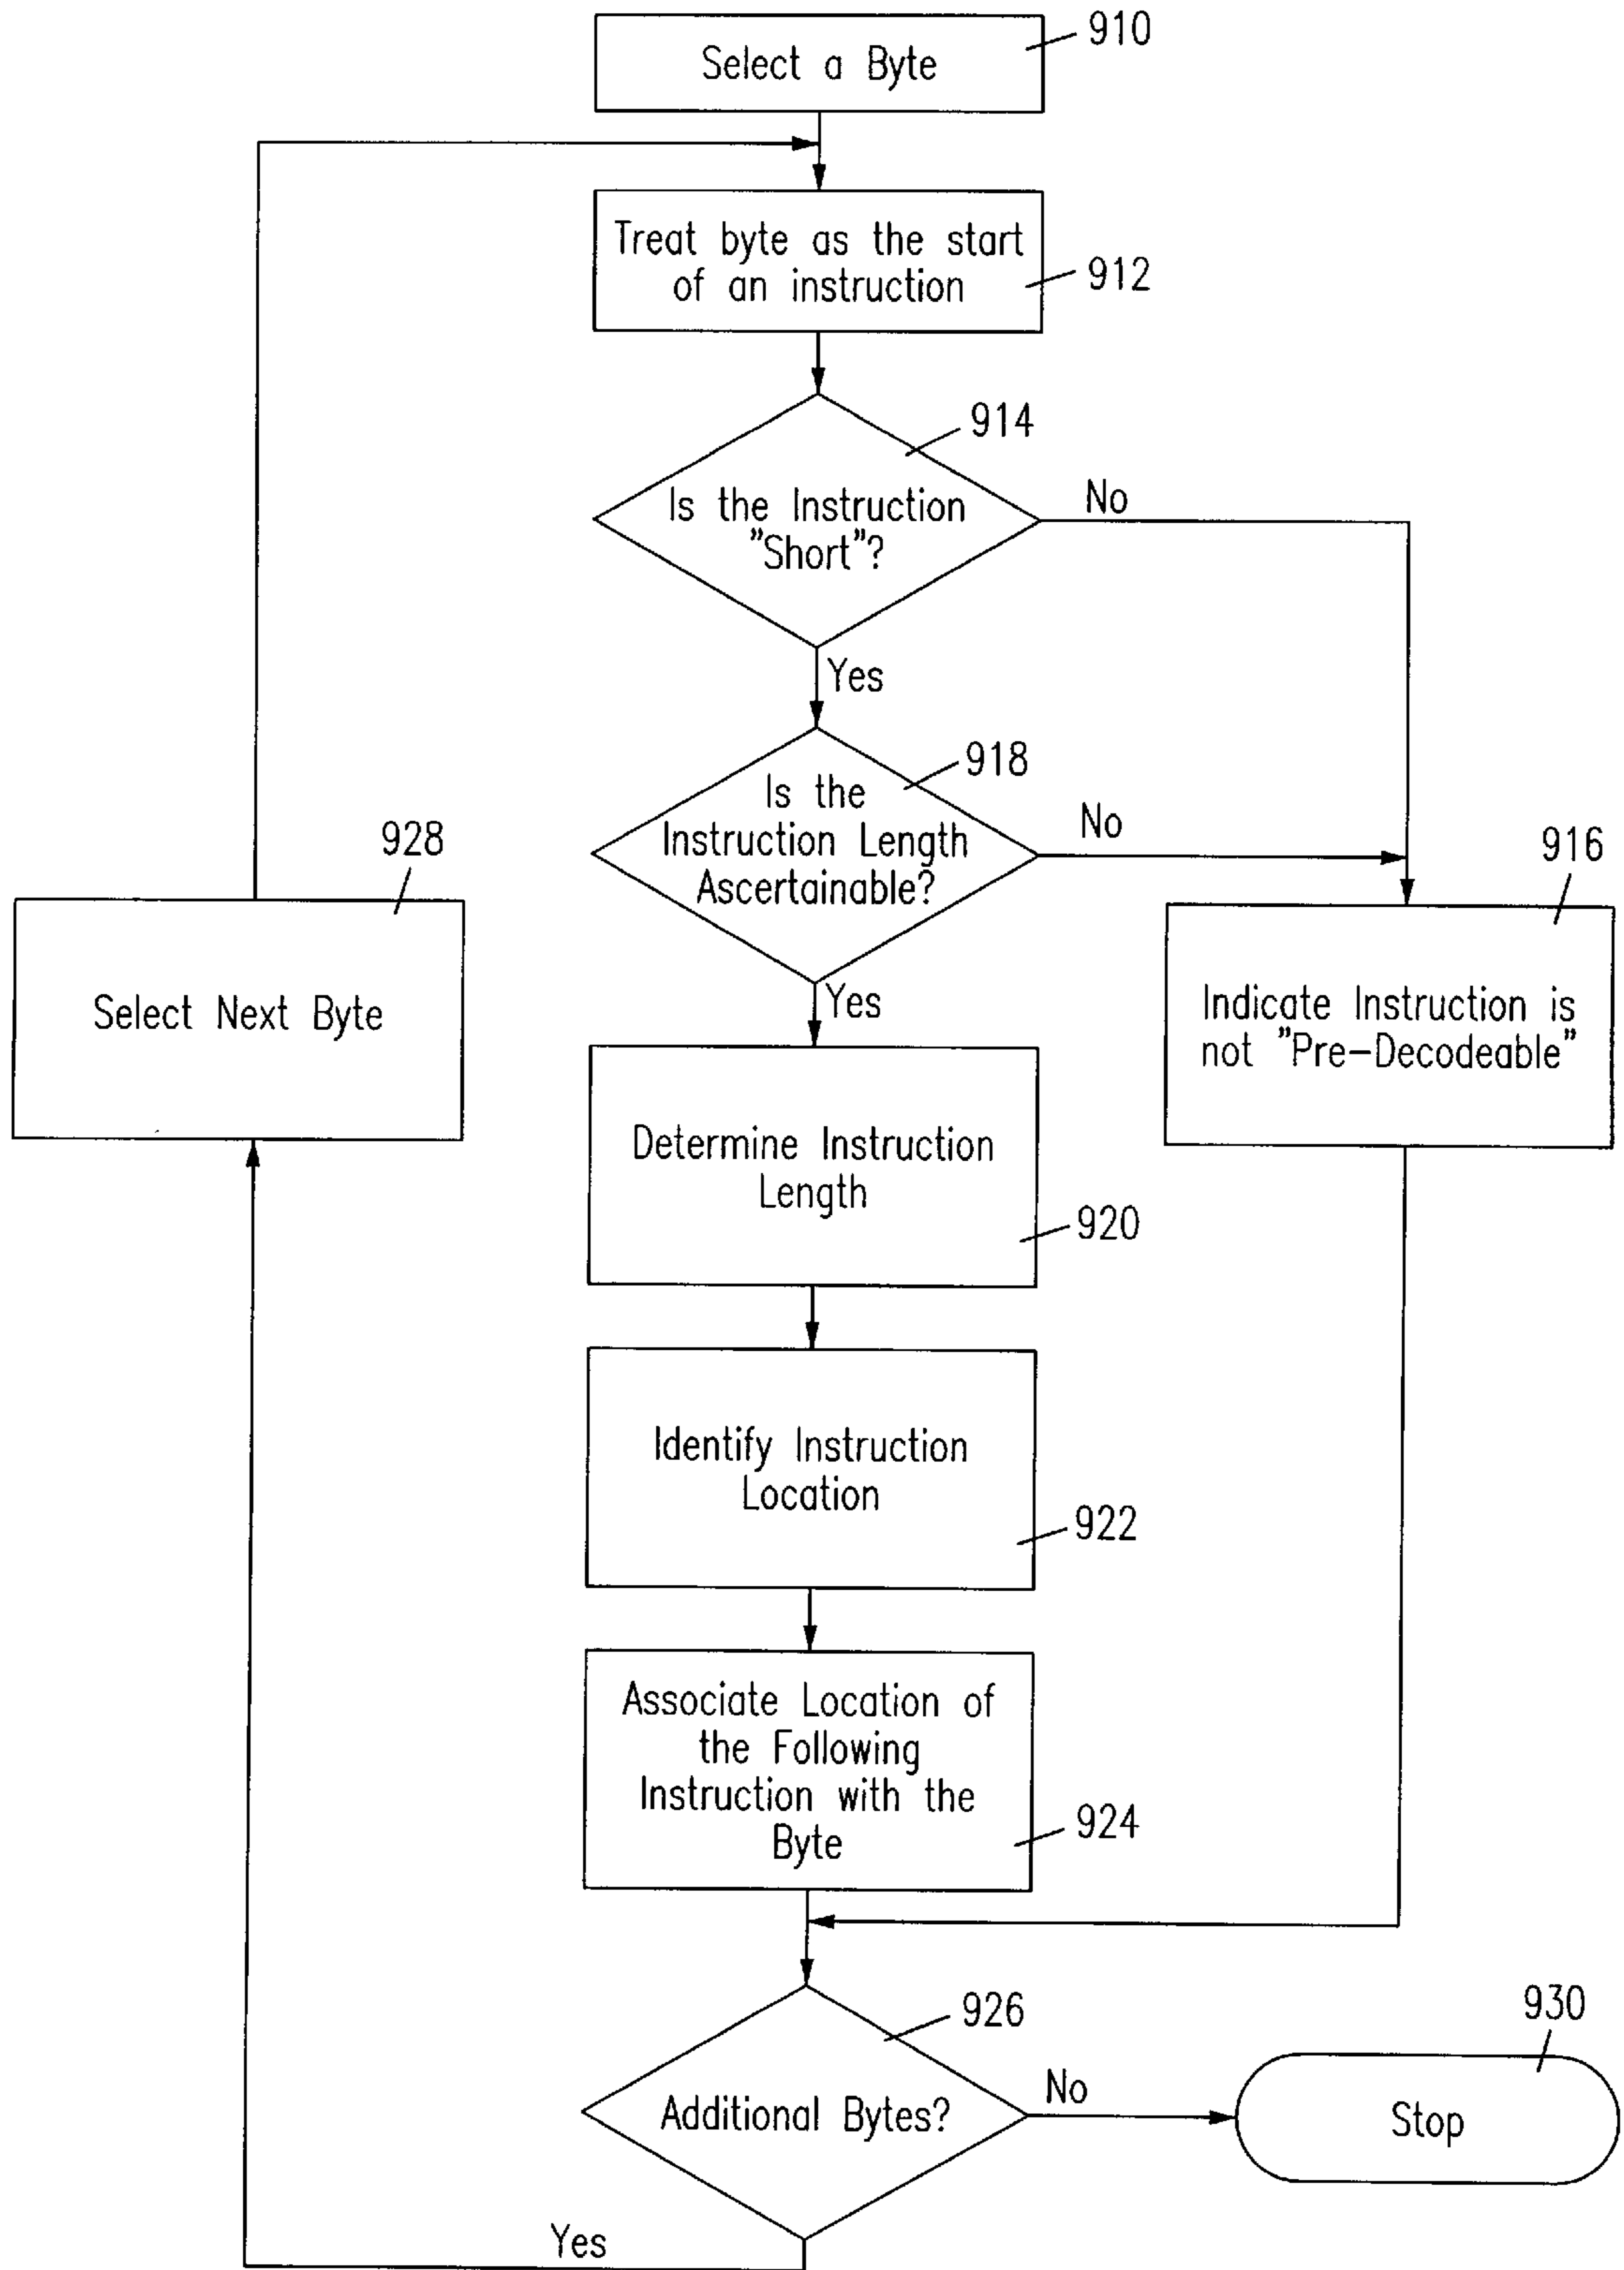 910
Select a Byte
Treat byte as the start
of an instruction
912
914
Is the Instruction
"Short"?
No
Yes
918
Is the
Instruction Length
Ascertainable?
No
Yes
928
Select Next Byte
916
Indicate Instruction is
not "Pre-Decodeable"
Determine Instruction
Length
920
Identify Instruction
Location
922
Associate Location of
the Following
Instruction with the
Byte
924
926
Additional Bytes?
No
Yes
930
Stop